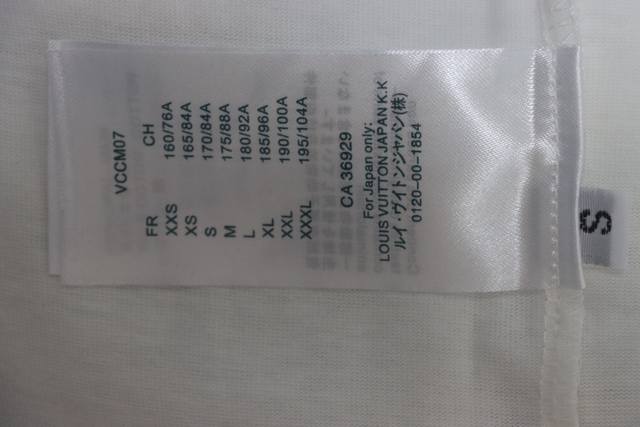 VCCM07
FR CH
XXS 160/76A
XS 165/84A
S 170/84A
M 175/88A
L 180/92A
XL 185/96A
XXL 190/100A
XXXL 195/104A
CA 36929
For Japan only:
LOUIS VUITTON JAPAN K.K
ルイ・ヴィトンジャパン(株)
0120-00-1854
S